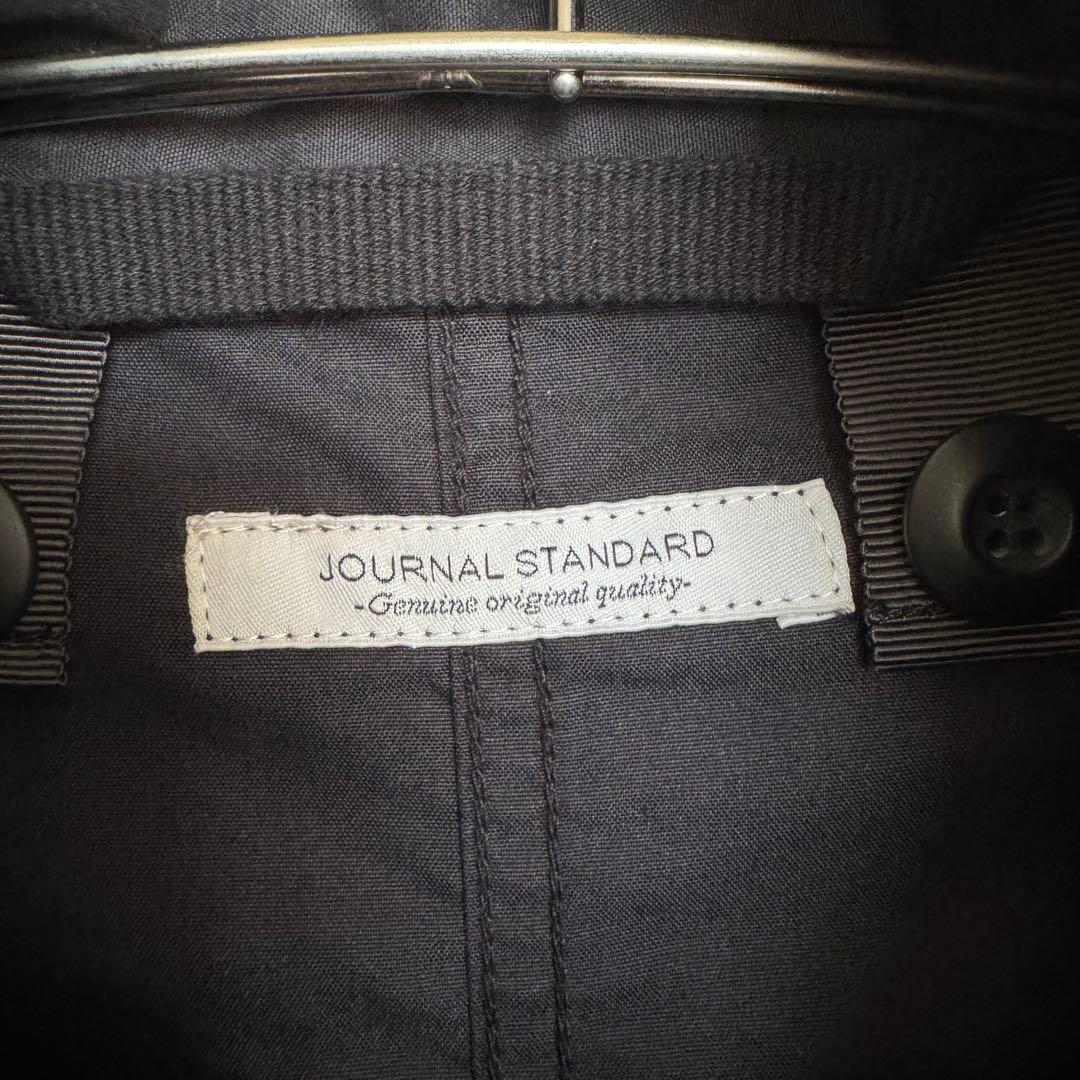 JOURNAL STANDARD
-Genuine original quality-